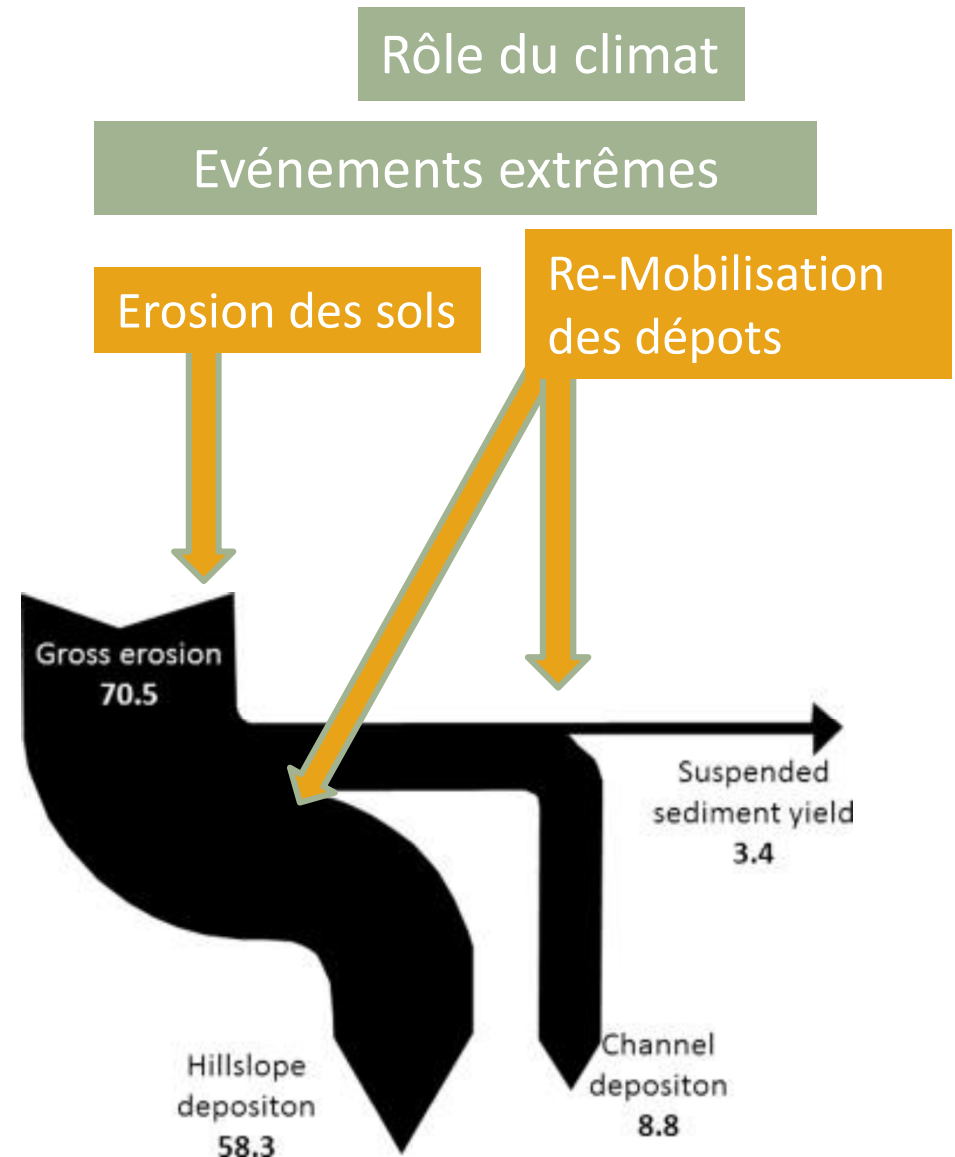 Rôle du climat
Evénements extrêmes
Erosion des sols
Re-Mobilisation
des dépots
Gross erosion
70.5
Suspended
sediment yield
3.4
Hillslope
depositon
58.3
Channel
depositon
8.8